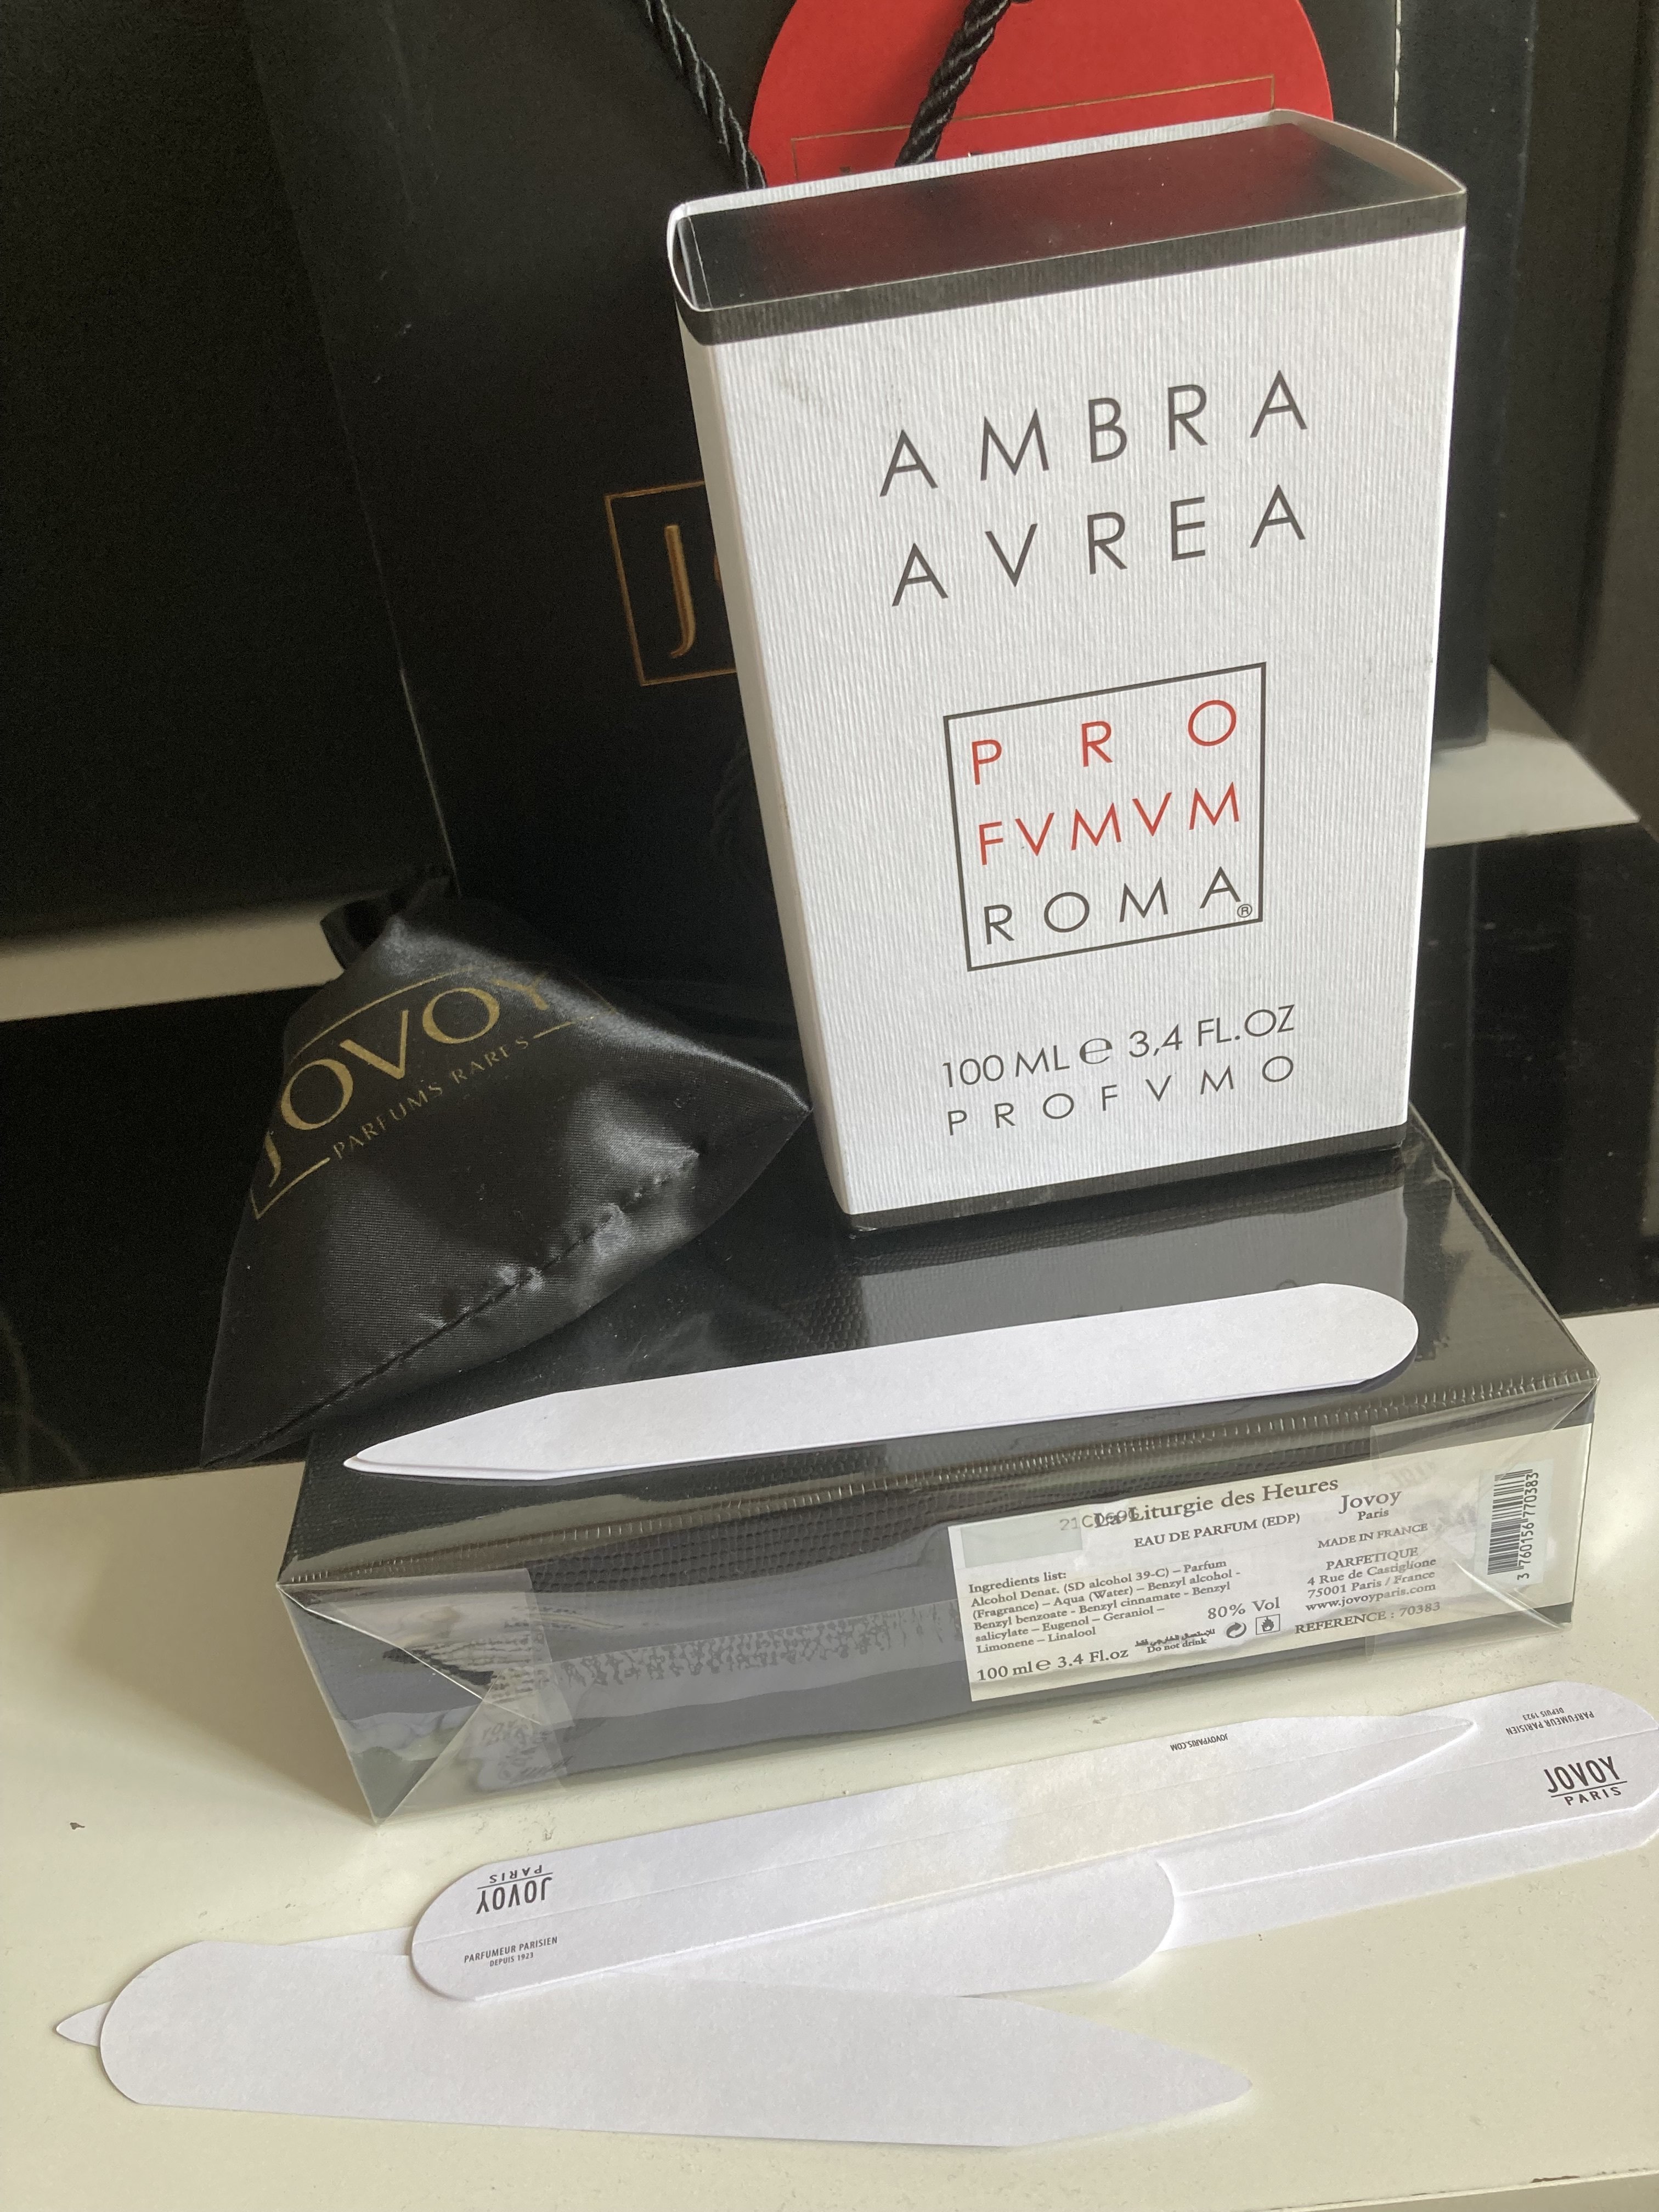 AMBRA
AVREA
PRO
FVMVM
ROMA®
100 ML e 3,4 FL.OZ
PROFVMO
J
JOVOY
PARFUMS RARES
La Liturgie des Heures
EAU DE PARFUM (EDP)
Ingredients list:
Alcohol Denat. (SD alcohol 39-C) – Parfum
(Fragrance) – Aqua (Water) – Benzyl alcohol -
Benzyl benzoate - Benzyl cinnamate - Benzyl
salicylate – Eugenol – Geraniol –
Limonene – Linalool
100 ml e 3.4 Fl.oz
80% Vol
للإستعمال الخارجي فقط
Do not drink
Jovoy
Paris
MADE IN FRANCE
PARFETIQUE
4 Rue de Castiglione
75001 Paris / France
www.jovoyparis.com
REFERENCE : 70383
3 760156 770383
JOVOYPARIS.COM
PARFUMEUR PARISIEN
DEPUIS 1923
JOVOY
PARIS
JOVOY
PARIS
PARFUMEUR PARISIEN
DEPUIS 1923